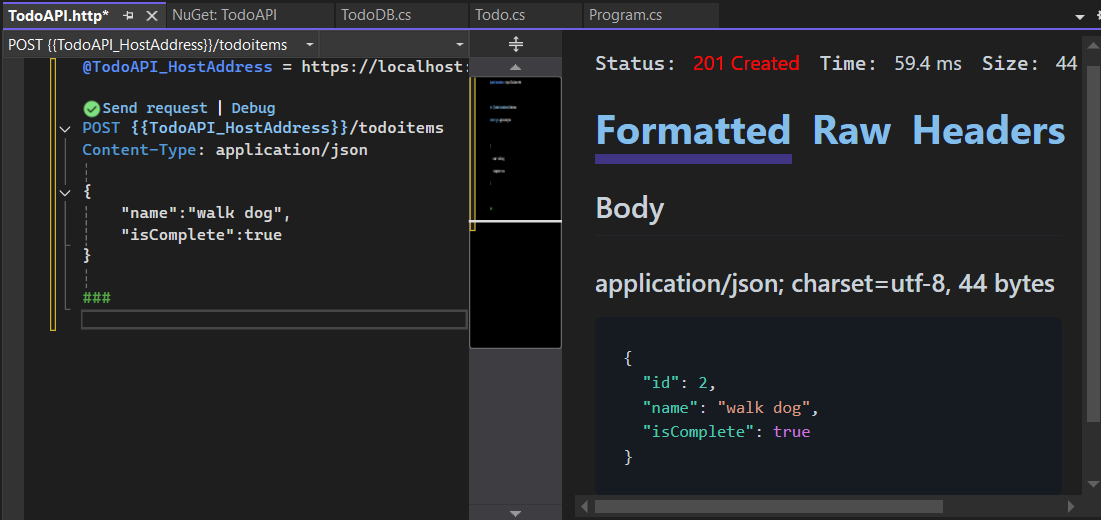 TodoAPI.http* NuGet: TodoAPI TodoDB.cs Todo.cs Program.cs
POST {{TodoAPI_HostAddress}}/todoitems
@TodoAPI_HostAddress = https://localhost:
Send request | Debug
POST {{TodoAPI_HostAddress}}/todoitems
Content-Type: application/json
{
"name":"walk dog",
"isComplete":true
}
###
Status: 201 Created Time: 59.4 ms Size: 44
Formatted Raw Headers
Body
application/json; charset=utf-8, 44 bytes
{
"id": 2,
"name": "walk dog",
"isComplete": true
}